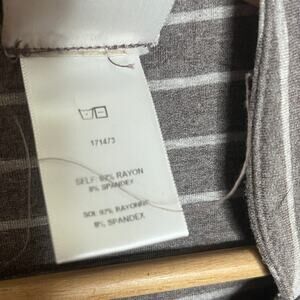 171473
SELF: 92% RAYON
8% SPANDEX
SOI: 92% RAYONNE
8% SPANDEX